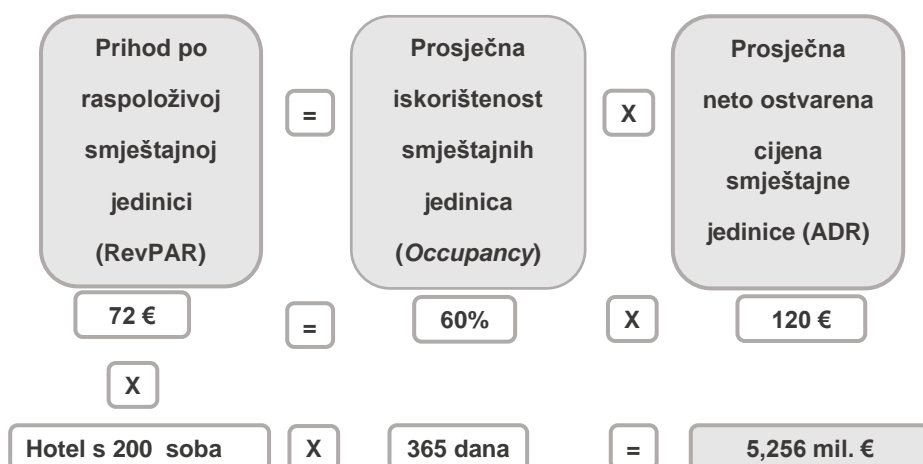 Prihod po
raspoloživoj
smještajnoj
jedinici
(RevPAR)
=
Prosječna
iskorištenost
smještajnih
jedinica
(Occupancy)
X
Prosječna
neto ostvarena
cijena
smještajne
jedinice (ADR)
72 €
=
60%
X
120 €
X
Hotel s 200 soba
X
365 dana
=
5,256 mil. €